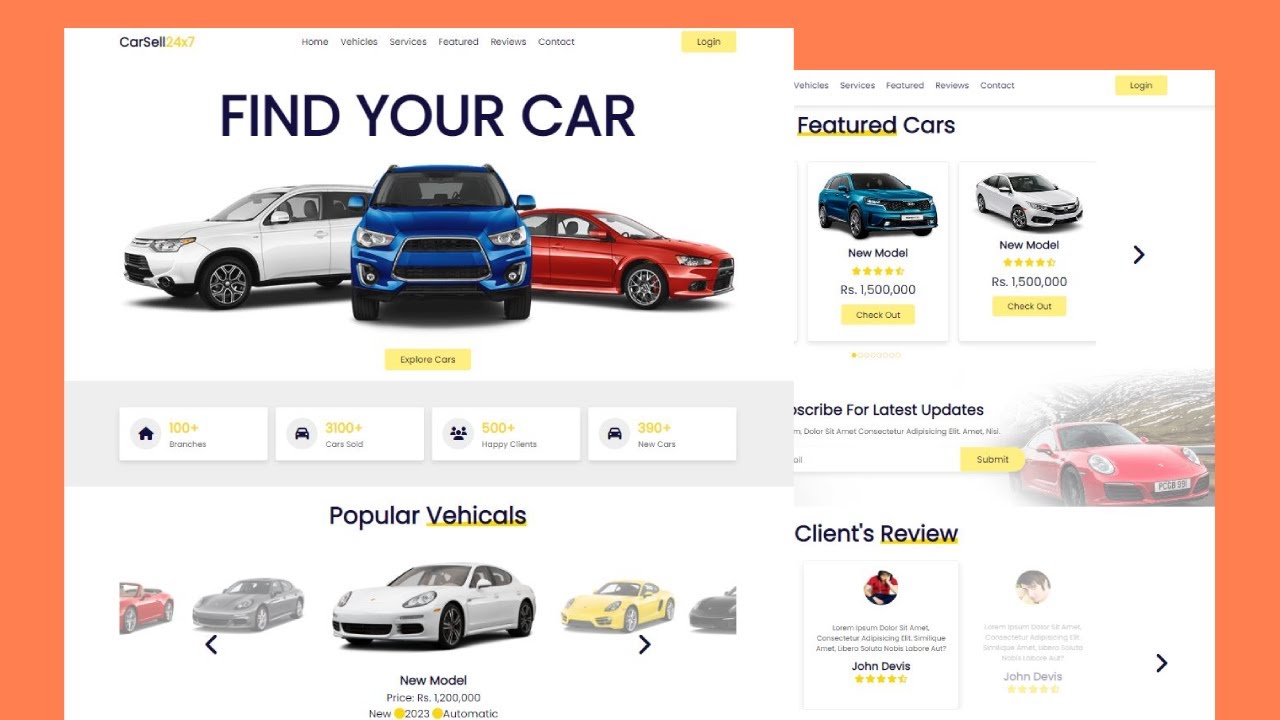 CarSell24x7
Home Vehicles Services Featured Reviews Contact
Login
FIND YOUR CAR
Explore Cars
100+
Branches
3100+
Cars Sold
500+
Happy Clients
390+
New Cars
Popular Vehicals
New Model
Price: Rs. 1,200,000
New 2023 Automatic
Vehicles Services Featured Reviews Contact
Login
Featured Cars
New Model
Rs. 1,500,000
Check Out
New Model
Rs. 1,500,000
Check Out
scribe For Latest Updates
m, Dolor Sit Amet Consectetur Adipisicing Elit. Amet, Nisi.
ail
Submit
PCGB 991
Client's Review
Lorem Ipsum Dolor Sit Amet,
Consectetur Adipisicing Elit. Similique
Amet, Libero Soluta Nobis Labore Aut?
John Devis
Lorem Ipsum Dolor Sit Amet,
Consectetur Adipisicing Elit.
Similique Amet, Libero Soluta
Nobis Labore Aut?
John Devis